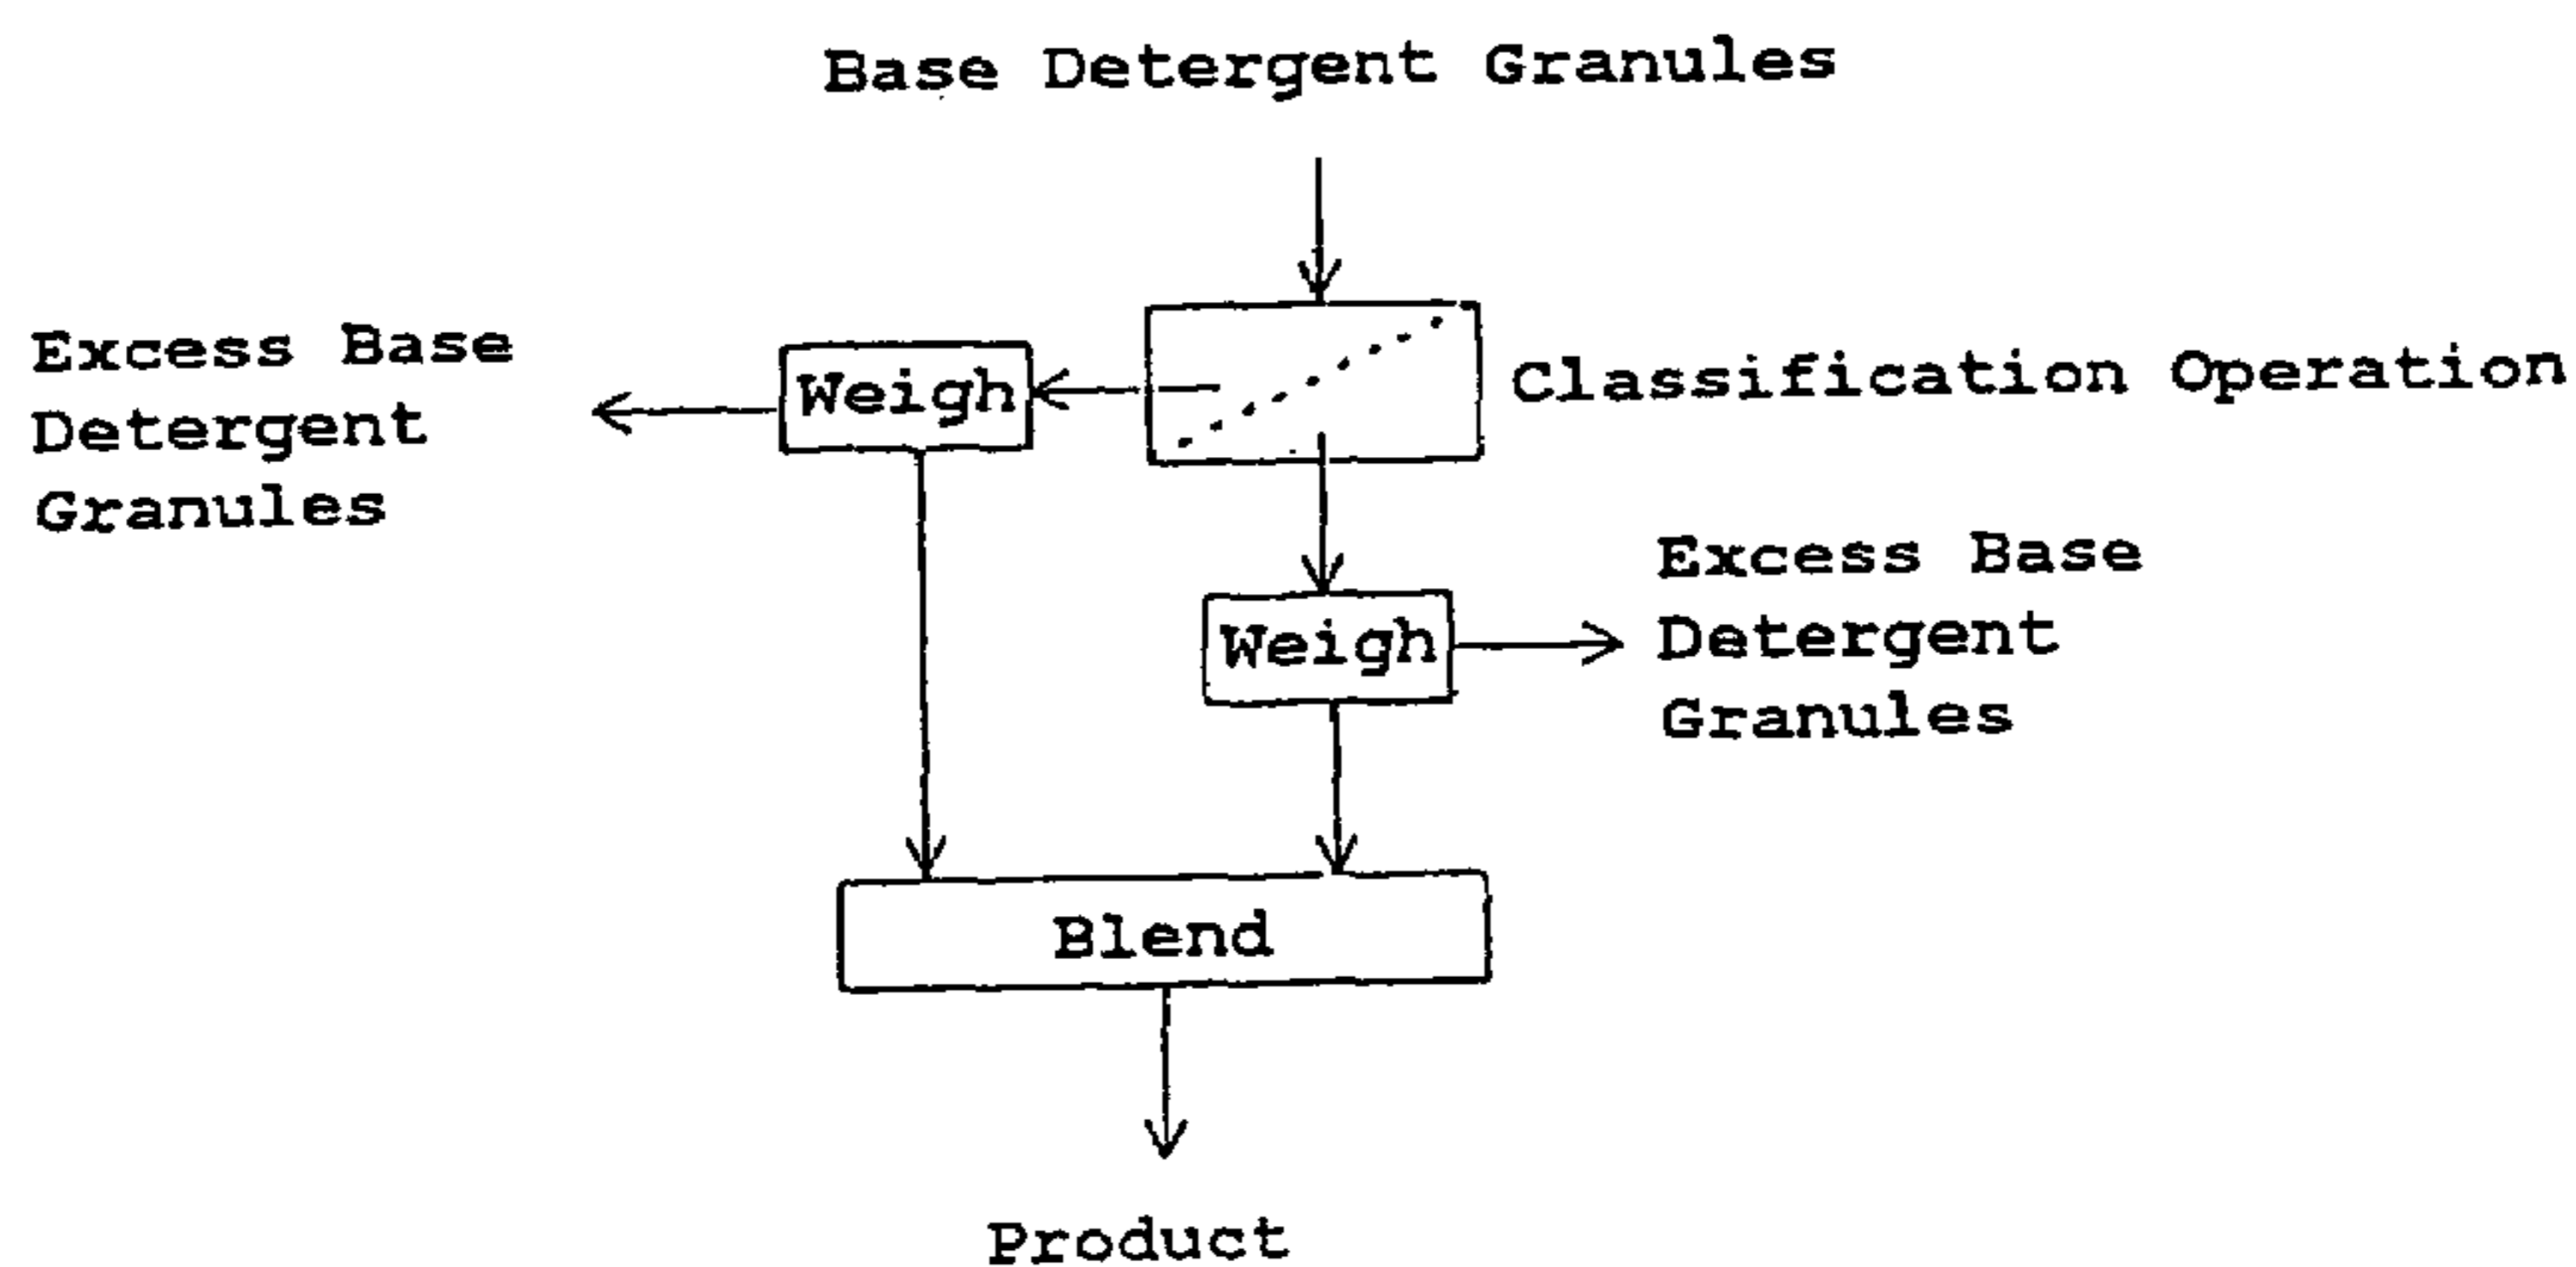 Base Detergent Granules
Excess Base
Detergent
Granules
Weigh
Classification Operation
Weigh
Excess Base
Detergent
Granules
Blend
Product